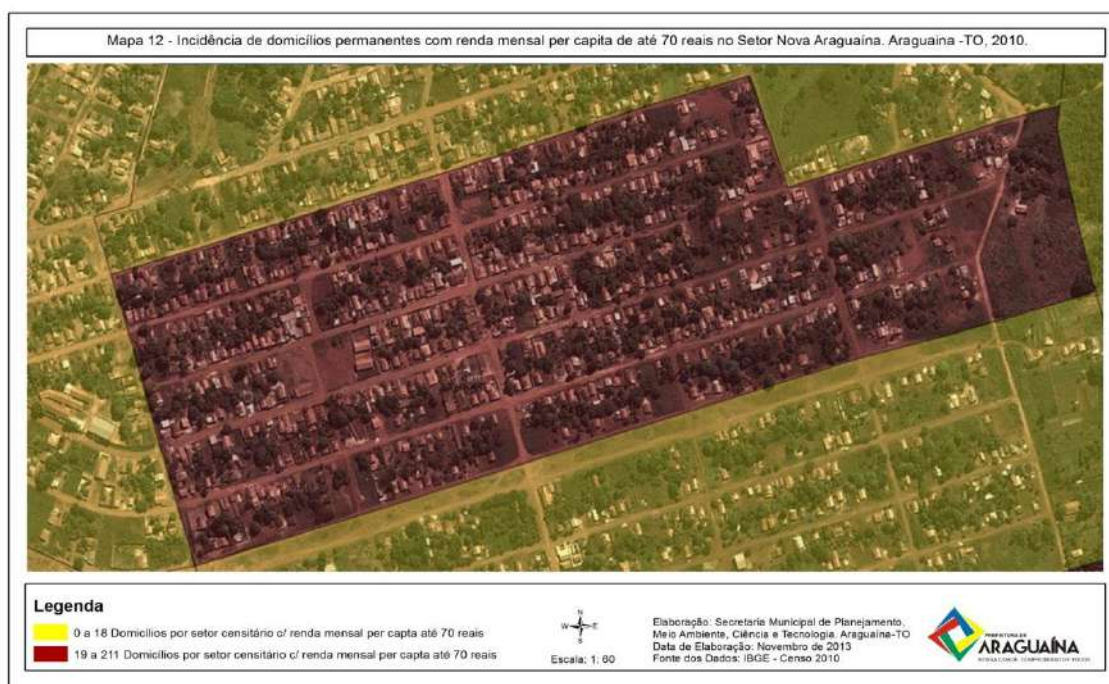 Mapa 12 - Incidência de domicílios permanentes com renda mensal per capita de até 70 reais no Setor Nova Araguaína. Araguaina -TO, 2010.
Legenda
0 a 18 Domicílios por setor censitário c/ renda mensal per capta até 70 reais
19 a 211 Domicílios por setor censitário c/ renda mensal per capta até 70 reais
N
W E
S
Escala: 1: 60
Elaboração: Secretaria Municipal de Planejamento,
Meio Ambiente, Ciência e Tecnologia. Araguaína-TO
Data de Elaboração: Novembro de 2013
Fonte dos Dados: IBGE - Censo 2010
PREFEITURA DE
ARAGUAÍNA